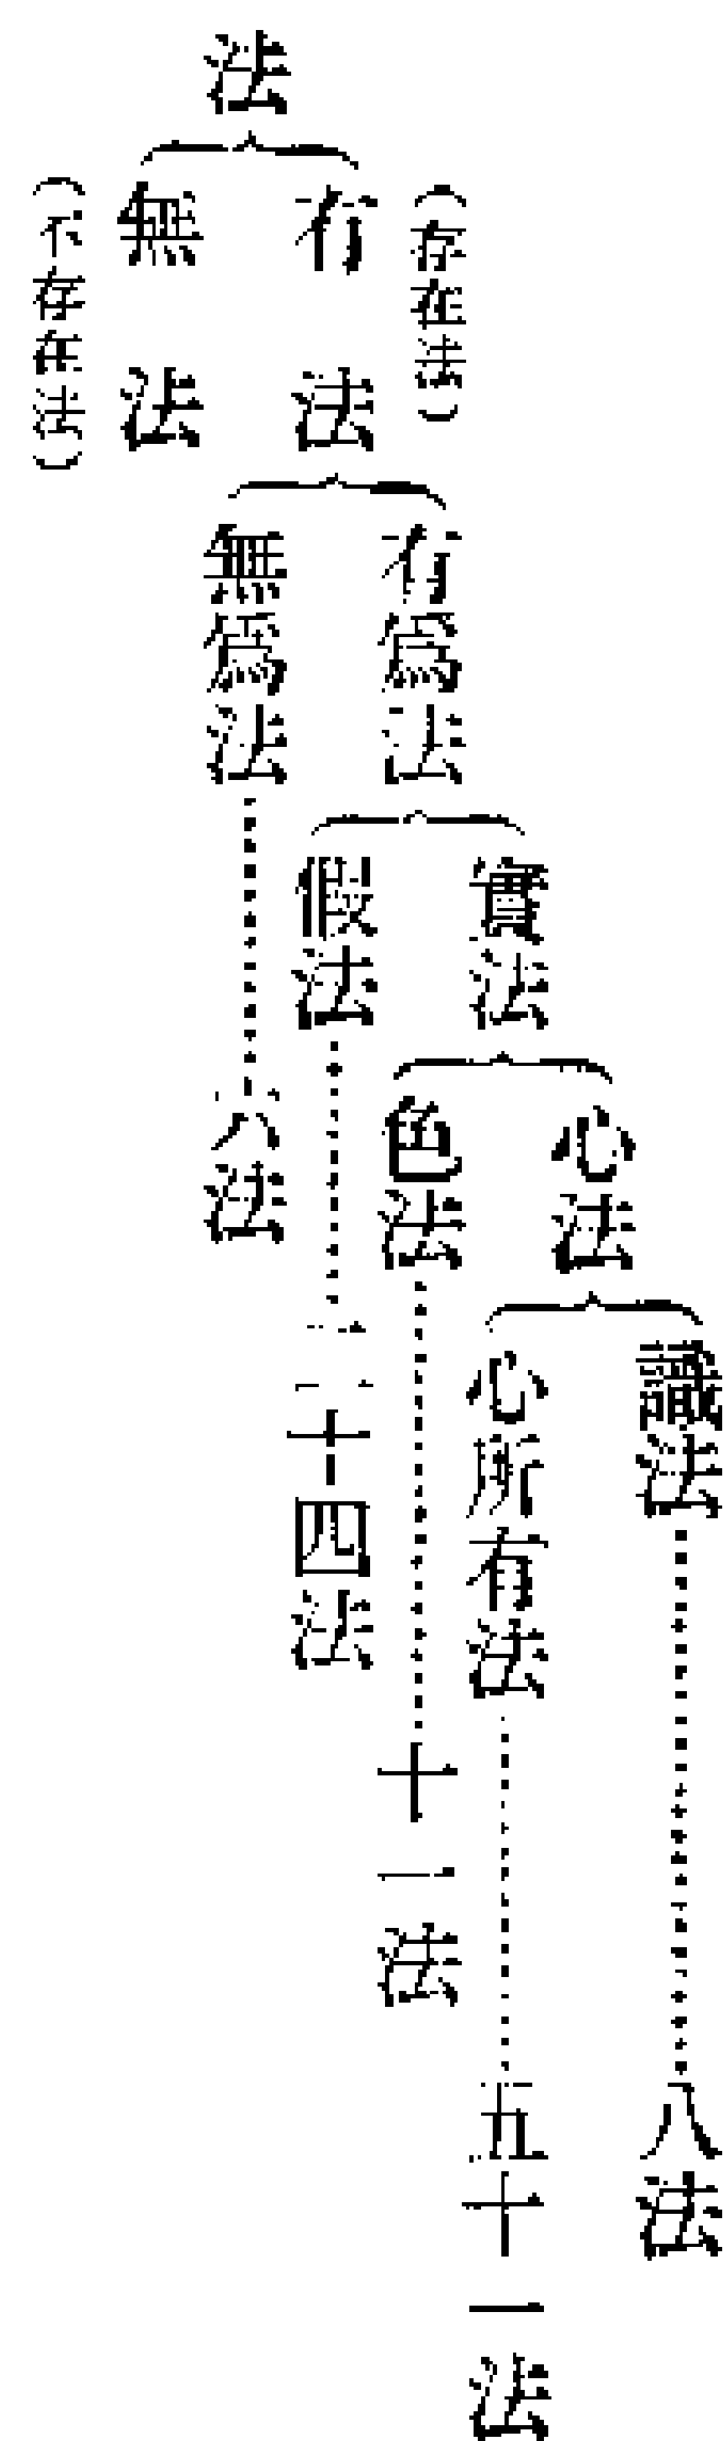 法
(存在法)
有法
無法
(不存在法)
有爲法
無爲法……六法
實法
假法……二十四法
心法
色法……十一法
識法……八法
心所有法……五十一法